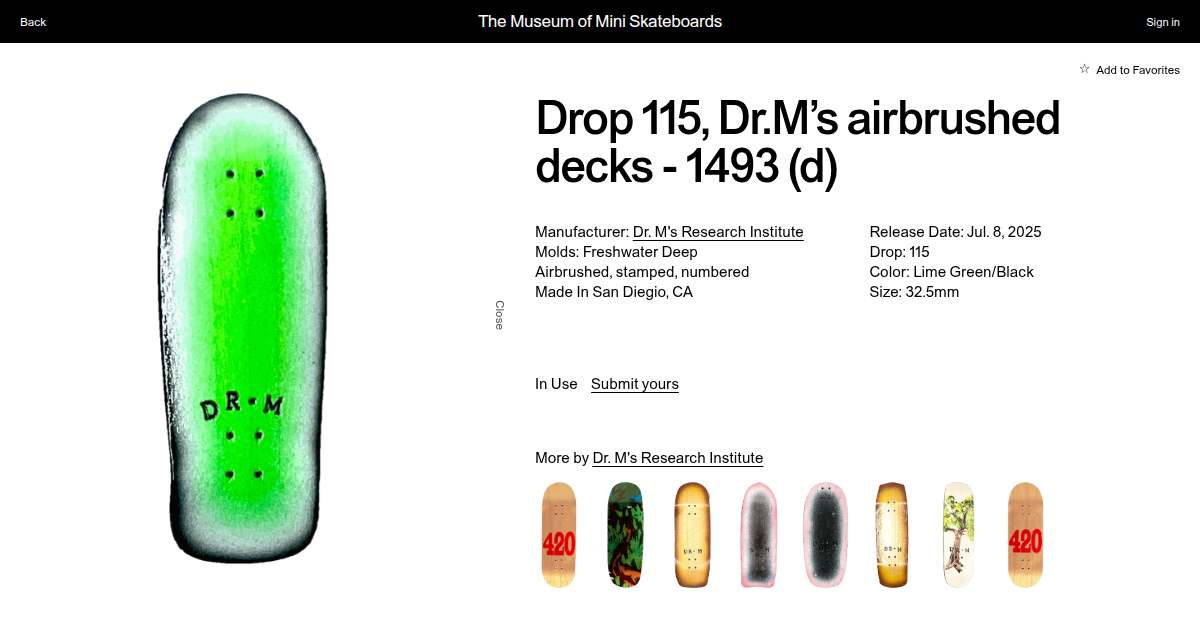 Back
The Museum of Mini Skateboards
Sign in
☆ Add to Favorites
Drop 115, Dr.M’s airbrushed
decks - 1493 (d)
Manufacturer: Dr. M's Research Institute
Molds: Freshwater Deep
Airbrushed, stamped, numbered
Made In San Diegio, CA
Release Date: Jul. 8, 2025
Drop: 115
Color: Lime Green/Black
Size: 32.5mm
Close
DR•M
In Use Submit yours
More by Dr. M's Research Institute
420
DR•M
DR•M
DR•M
420